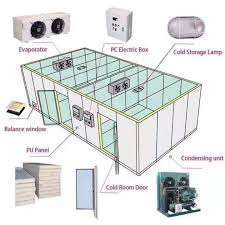 Evaporator
PC Electric Box
Cold Storage Lamp
Balance window
PU Panel
Cold Room Door
Condensing unit